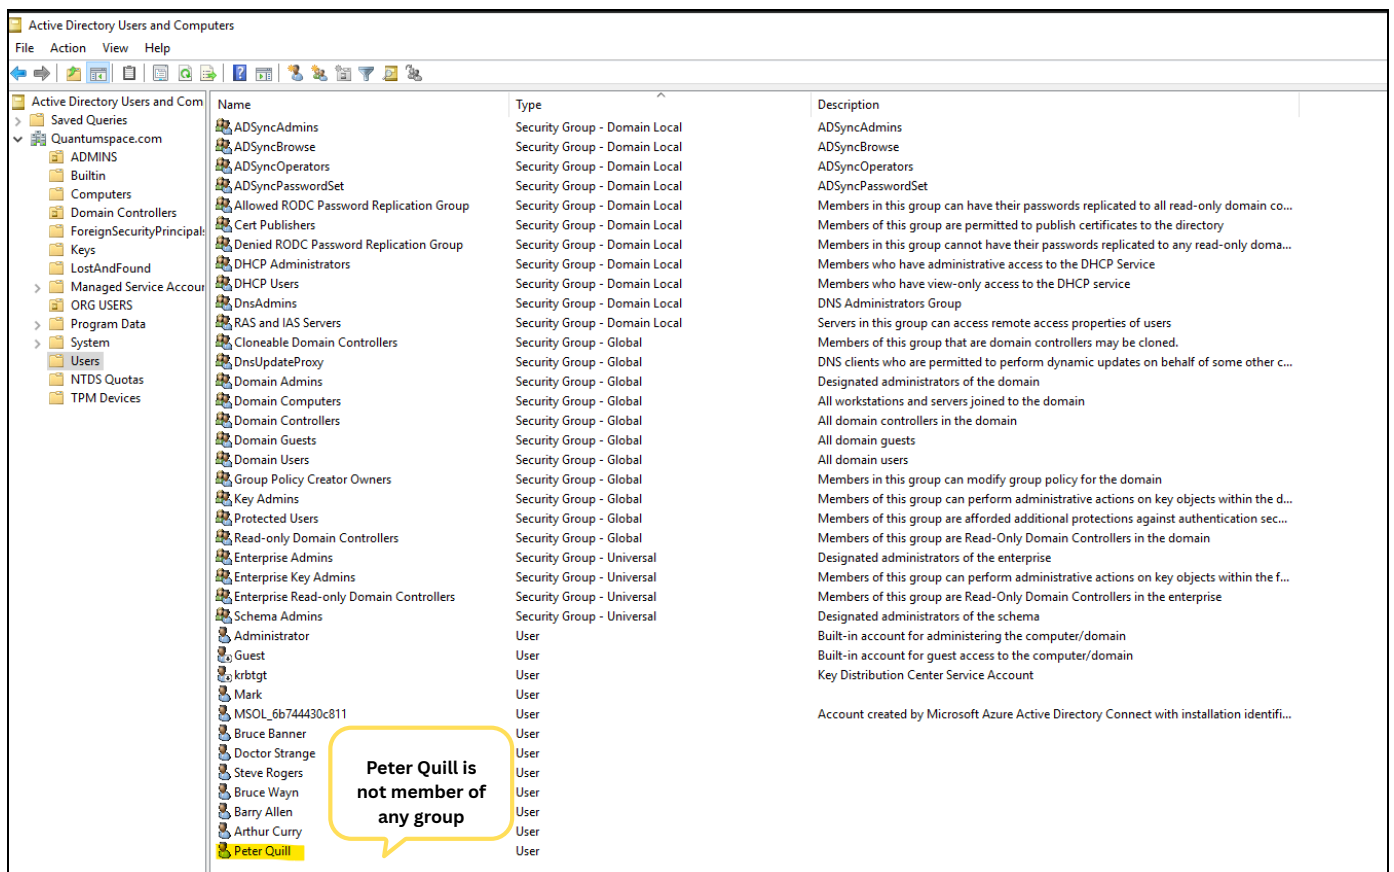 Active Directory Users and Computers
File Action View Help
Active Directory Users and Com
Saved Queries
Quantumspace.com
ADMINS
Builtin
Computers
Domain Controllers
ForeignSecurityPrincipals
Keys
LostAndFound
Managed Service Accour
ORG USERS
Program Data
System
Users
NTDS Quotas
TPM Devices
Name Type Description
ADSyncAdmins Security Group - Domain Local ADSyncAdmins
ADSyncBrowse Security Group - Domain Local ADSyncBrowse
ADSyncOperators Security Group - Domain Local ADSyncOperators
ADSyncPasswordSet Security Group - Domain Local ADSyncPasswordSet
Allowed RODC Password Replication Group Security Group - Domain Local Members in this group can have their passwords replicated to all read-only domain co...
Cert Publishers Security Group - Domain Local Members of this group are permitted to publish certificates to the directory
Denied RODC Password Replication Group Security Group - Domain Local Members in this group cannot have their passwords replicated to any read-only doma...
DHCP Administrators Security Group - Domain Local Members who have administrative access to the DHCP Service
DHCP Users Security Group - Domain Local Members who have view-only access to the DHCP service
DnsAdmins Security Group - Domain Local DNS Administrators Group
RAS and IAS Servers Security Group - Domain Local Servers in this group can access remote access properties of users
Cloneable Domain Controllers Security Group - Global Members of this group that are domain controllers may be cloned.
DnsUpdateProxy Security Group - Global DNS clients who are permitted to perform dynamic updates on behalf of some other c...
Domain Admins Security Group - Global Designated administrators of the domain
Domain Computers Security Group - Global All workstations and servers joined to the domain
Domain Controllers Security Group - Global All domain controllers in the domain
Domain Guests Security Group - Global All domain guests
Domain Users Security Group - Global All domain users
Group Policy Creator Owners Security Group - Global Members in this group can modify group policy for the domain
Key Admins Security Group - Global Members of this group can perform administrative actions on key objects within the d...
Protected Users Security Group - Global Members of this group are afforded additional protections against authentication sec...
Read-only Domain Controllers Security Group - Global Members of this group are Read-Only Domain Controllers in the domain
Enterprise Admins Security Group - Universal Designated administrators of the enterprise
Enterprise Key Admins Security Group - Universal Members of this group can perform administrative actions on key objects within the f...
Enterprise Read-only Domain Controllers Security Group - Universal Members of this group are Read-Only Domain Controllers in the enterprise
Schema Admins Security Group - Universal Designated administrators of the schema
Administrator User Built-in account for administering the computer/domain
Guest User Built-in account for guest access to the computer/domain
krbtgt User Key Distribution Center Service Account
Mark User
MSOL_6b744430c811 User Account created by Microsoft Azure Active Directory Connect with installation identifi...
Bruce Banner User
Doctor Strange User
Steve Rogers User
Bruce Wayn User
Barry Allen User
Arthur Curry User
Peter Quill User
Peter Quill is
not member of
any group